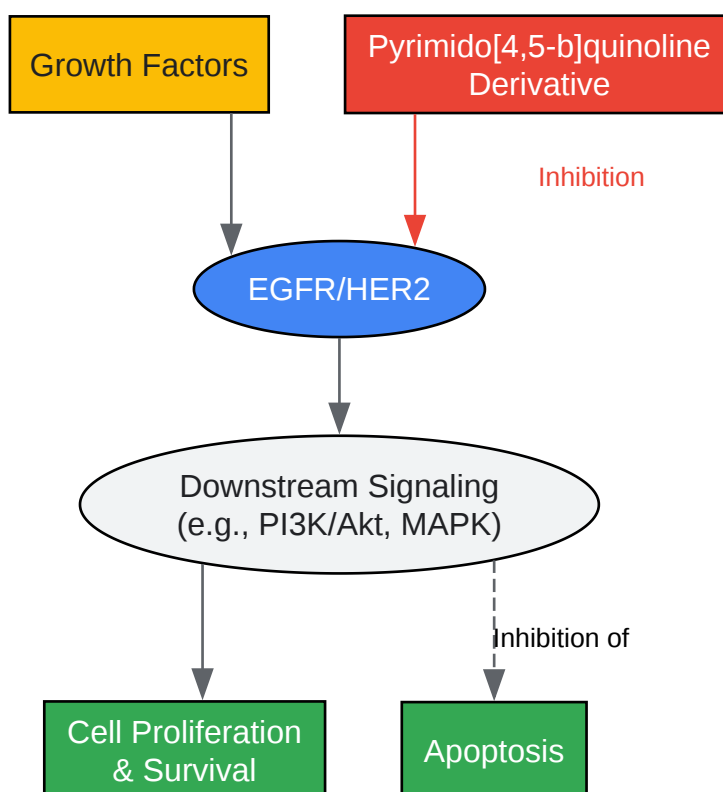 Growth Factors
Pyrimido[4,5-b]quinoline
Derivative
Inhibition
EGFR/HER2
Downstream Signaling
(e.g., PI3K/Akt, MAPK)
Inhibition of
Cell Proliferation
& Survival
Apoptosis